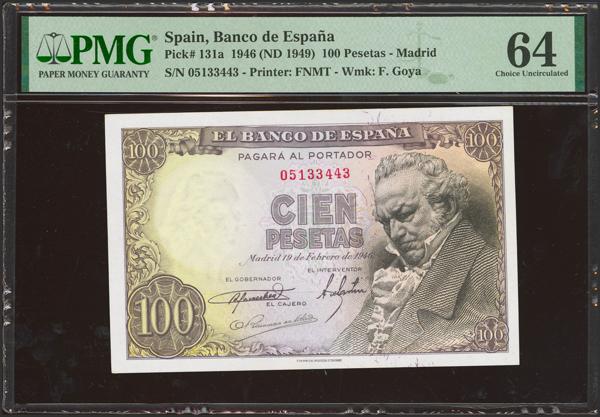 PMG
PAPER MONEY GUARANTY
Spain, Banco de España
Pick# 131a 1946 (ND 1949) 100 Pesetas - Madrid
S/N 05133443 - Printer: FNMT - Wmk: F. Goya
64
Choice Uncirculated
EL BANCO DE ESPAÑA
100
100
PAGARÁ AL PORTADOR
05133443
CIEN
PESETAS
Madrid 19 de Febrero de 1946
EL GOBERNADOR
EL INTERVENTOR
EL CAJERO
100
100